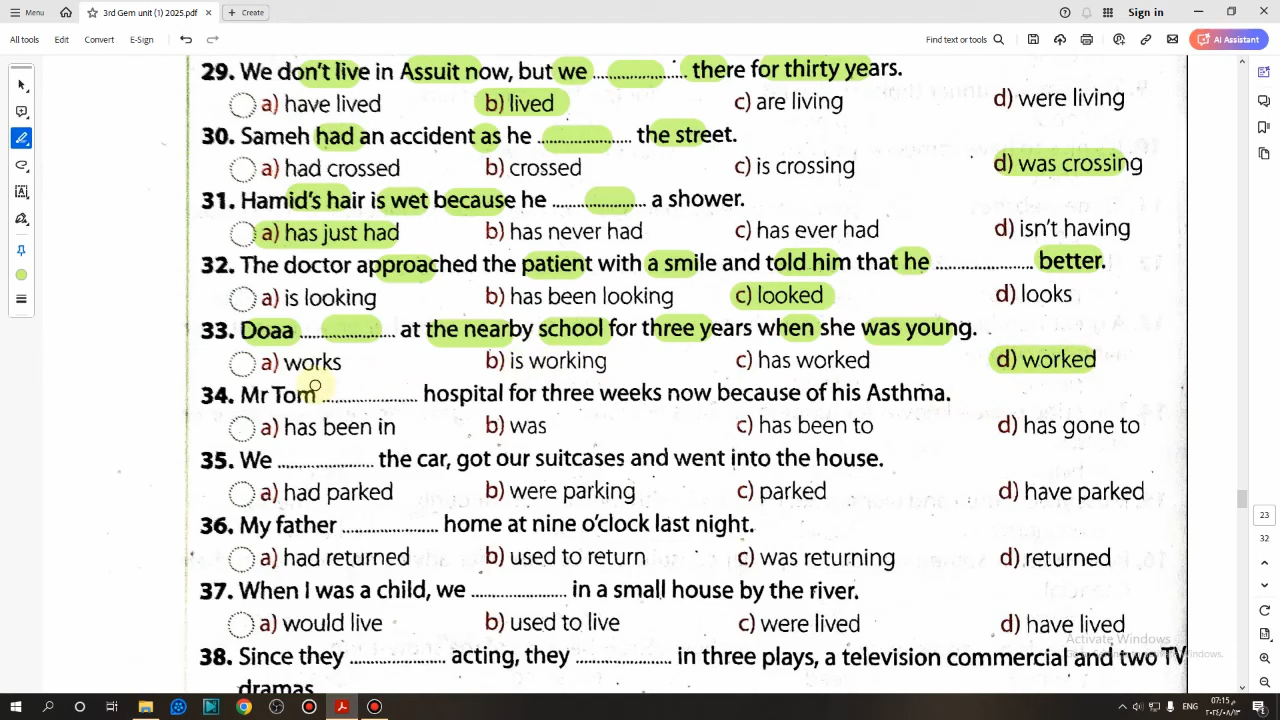 Menu
3rd Gem unit (1) 2025.pdf
Create
Sign in
All tools
Edit
Convert
E-Sign
Find text or tools
AI Assistant
29. We don't live in Assuit now, but we .................... there for thirty years.
a) have lived b) lived c) are living d) were living
30. Sameh had an accident as he .................... the street.
a) had crossed b) crossed c) is crossing d) was crossing
31. Hamid's hair is wet because he .................... a shower.
a) has just had b) has never had c) has ever had d) isn't having
32. The doctor approached the patient with a smile and told him that he .................... better.
a) is looking b) has been looking c) looked d) looks
33. Doaa .................... at the nearby school for three years when she was young.
a) works b) is working c) has worked d) worked
34. Mr Tom .................... hospital for three weeks now because of his Asthma.
a) has been in b) was c) has been to d) has gone to
35. We .................... the car, got our suitcases and went into the house.
a) had parked b) were parking c) parked d) have parked
36. My father .................... home at nine o'clock last night.
a) had returned b) used to return c) was returning d) returned
37. When I was a child, we .................... in a small house by the river.
a) would live b) used to live c) were lived d) have lived
38. Since they .................... acting, they .................... in three plays, a television commercial and two TV
dramas
23
32
Activate Windows
ENG
07:15 م